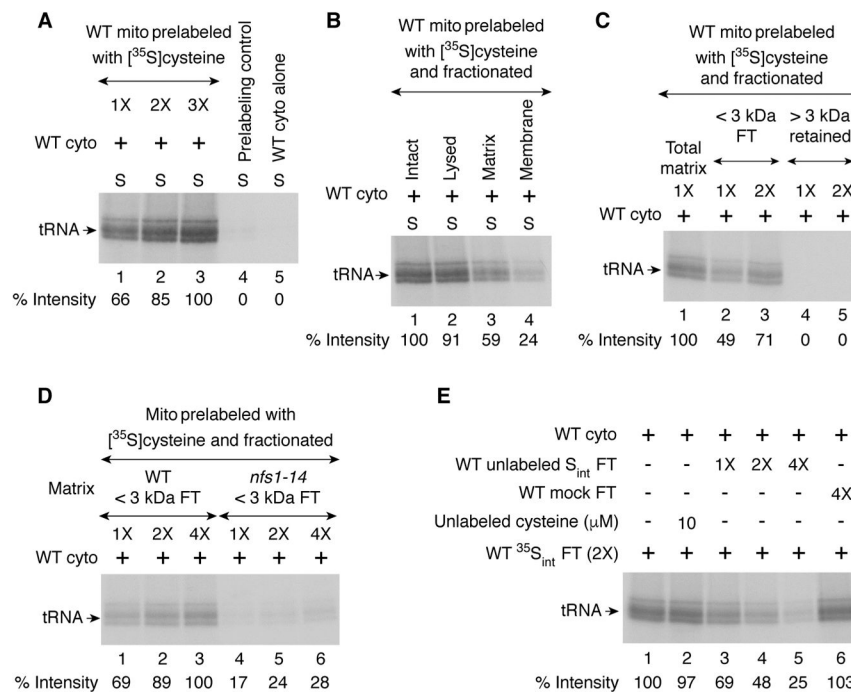 A
WT mito prelabeled
with [³⁵S]cysteine
1X 2X 3X
Prelabeling control
WT cyto alone
WT cyto + + +
S S S S S
tRNA
1 2 3 4 5
% Intensity 66 85 100 0 0
B
WT mito prelabeled
with [³⁵S]cysteine
and fractionated
Intact
Lysed
Matrix
Membrane
WT cyto + + + +
S S S S
tRNA
1 2 3 4
% Intensity 100 91 59 24
C
WT mito prelabeled
with [³⁵S]cysteine
and fractionated
< 3 kDa > 3 kDa
FT retained
Total
matrix
1X 1X 2X 1X 2X
WT cyto + + + + +
tRNA
1 2 3 4 5
% Intensity 100 49 71 0 0
D
Mito prelabeled with
[³⁵S]cysteine and fractionated
WT nfs1-14
Matrix < 3 kDa FT < 3 kDa FT
1X 2X 4X 1X 2X 4X
WT cyto + + + + + +
tRNA
1 2 3 4 5 6
% Intensity 69 89 100 17 24 28
E
WT cyto + + + + + +
WT unlabeled Sint FT - - 1X 2X 4X -
WT mock FT - - - - - 4X
Unlabeled cysteine (µM) - 10 - - - -
WT ³⁵Sint FT (2X) + + + + + +
tRNA
1 2 3 4 5 6
% Intensity 100 97 69 48 25 103